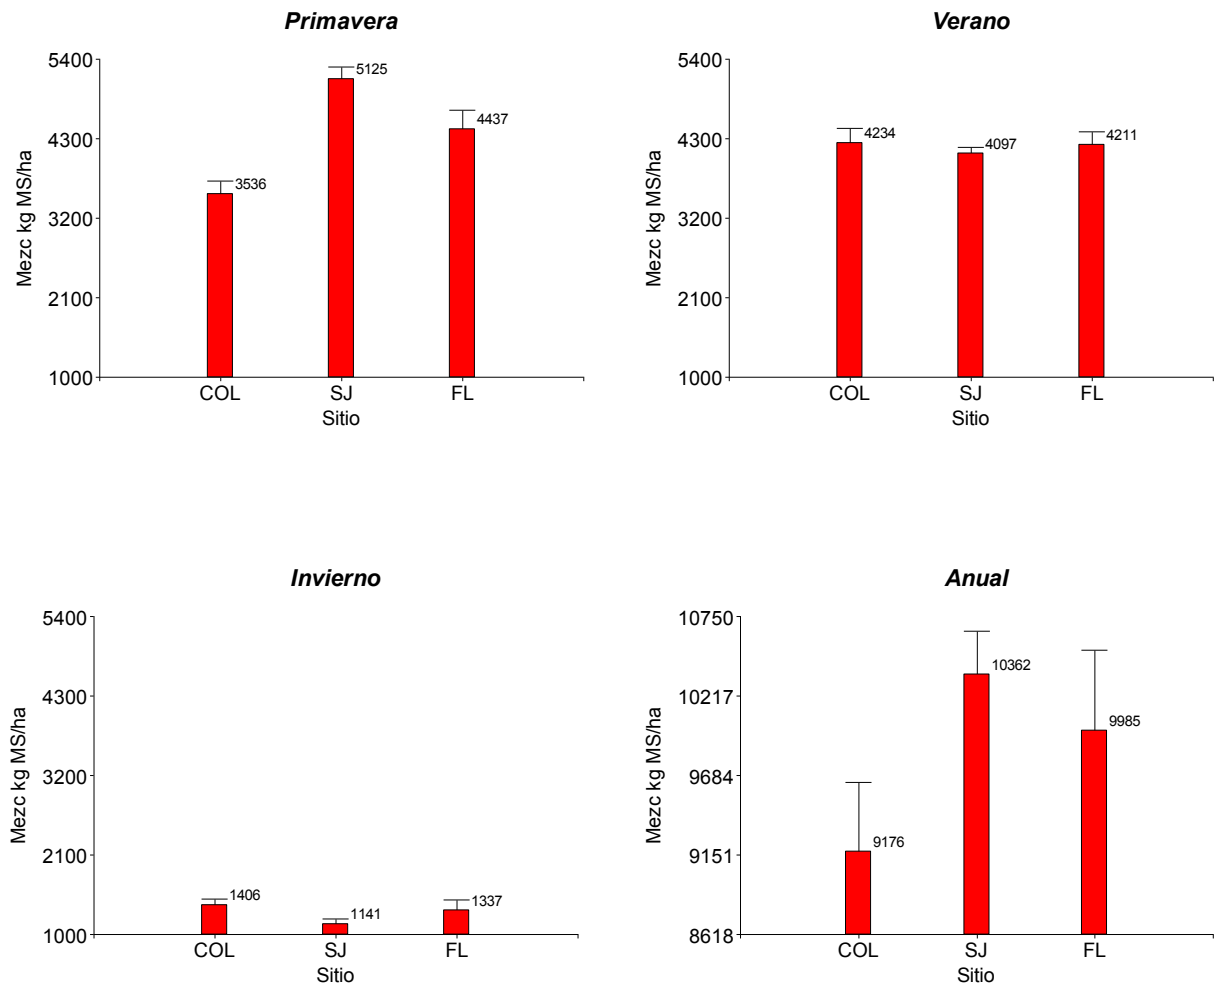 Primavera
5400
4300
3200
2100
1000
Mezc kg MS/ha
3536
5125
4437
COL SJ FL
Sitio
Verano
5400
4300
3200
2100
1000
Mezc kg MS/ha
4234
4097
4211
COL SJ FL
Sitio
Invierno
5400
4300
3200
2100
1000
Mezc kg MS/ha
1406
1141
1337
COL SJ FL
Sitio
Anual
10750
10217
9684
9151
8618
Mezc kg MS/ha
9176
10362
9985
COL SJ FL
Sitio